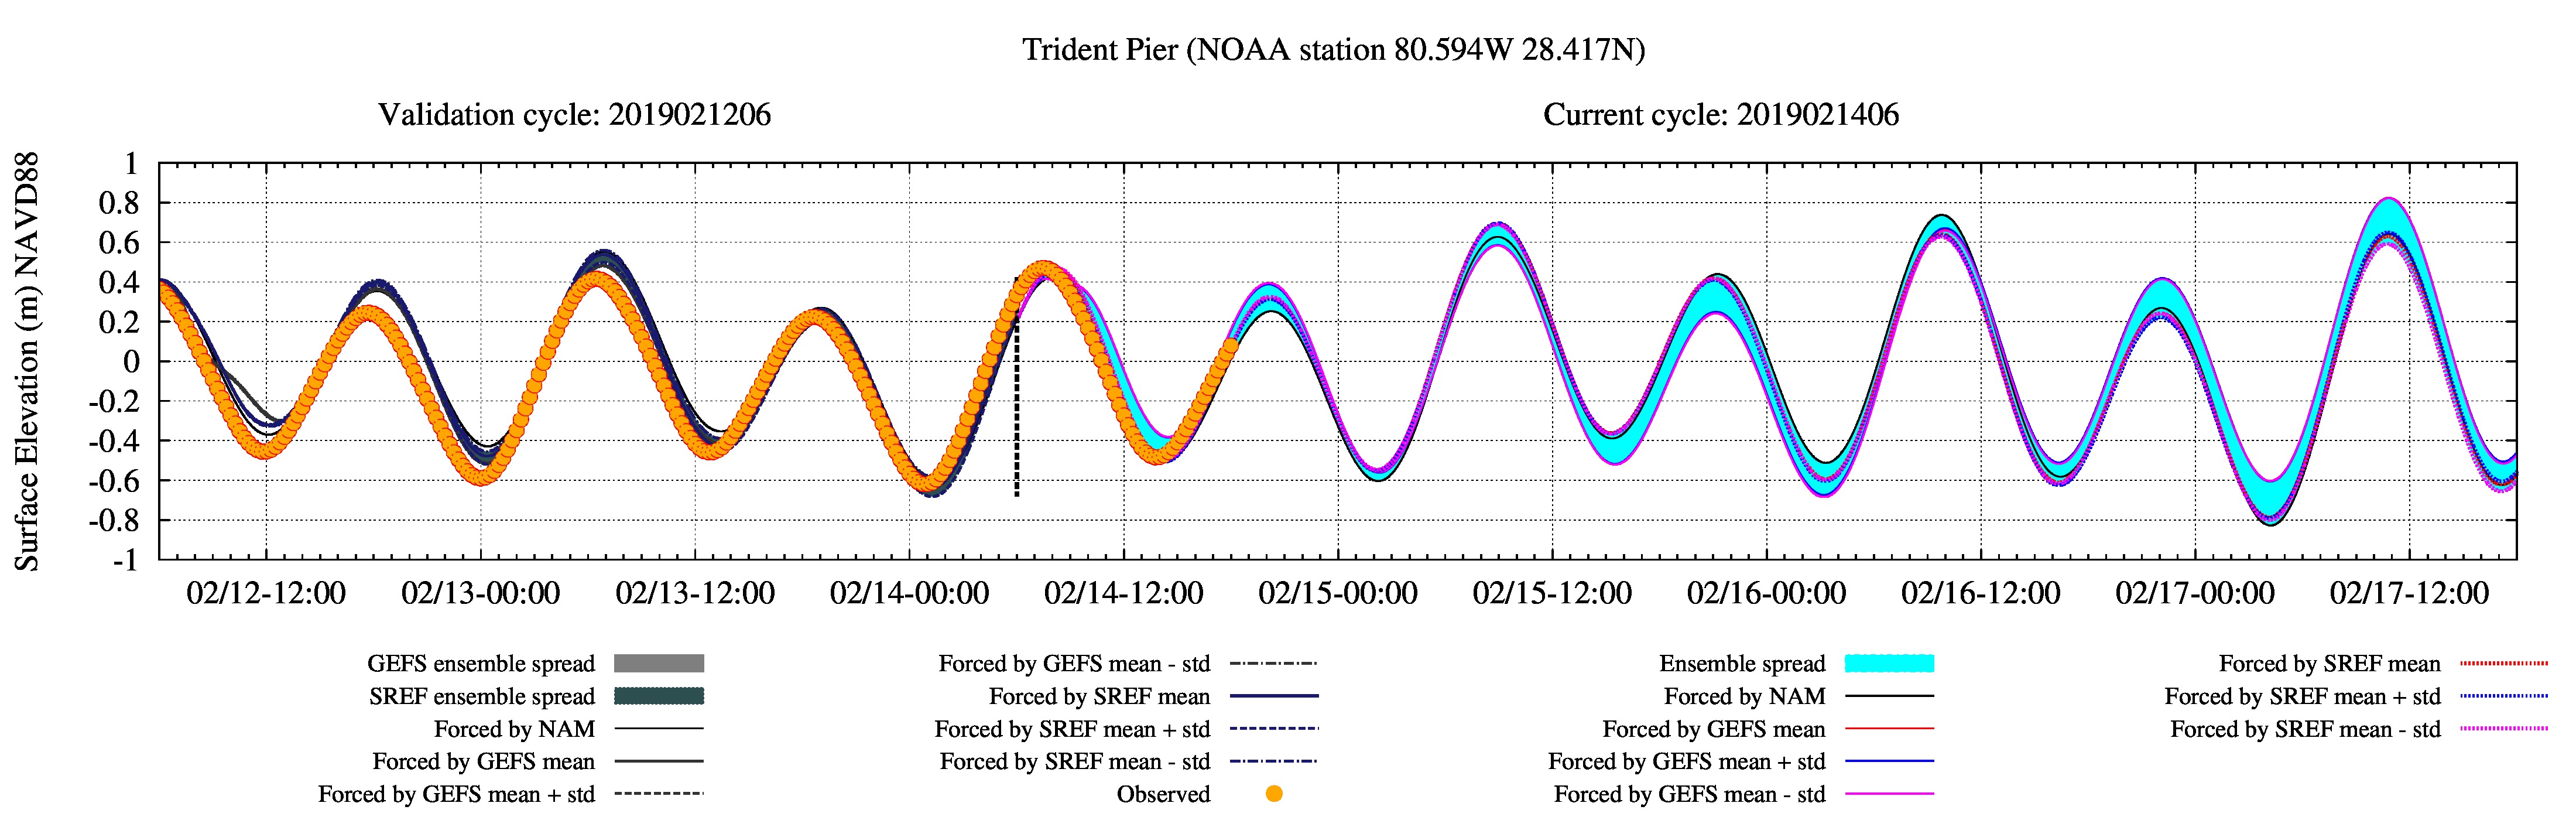 Trident Pier (NOAA station 80.594W 28.417N)
Validation cycle: 2019021206
Current cycle: 2019021406
Surface Elevation (m) NAVD88
1
0.8
0.6
0.4
0.2
0
-0.2
-0.4
-0.6
-0.8
-1
02/12-12:00
02/13-00:00
02/13-12:00
02/14-00:00
02/14-12:00
02/15-00:00
02/15-12:00
02/16-00:00
02/16-12:00
02/17-00:00
02/17-12:00
GEFS ensemble spread
SREF ensemble spread
Forced by NAM
Forced by GEFS mean
Forced by GEFS mean + std
Forced by GEFS mean - std
Forced by SREF mean
Forced by SREF mean + std
Forced by SREF mean - std
Observed
Ensemble spread
Forced by NAM
Forced by GEFS mean
Forced by GEFS mean + std
Forced by GEFS mean - std
Forced by SREF mean
Forced by SREF mean + std
Forced by SREF mean - std